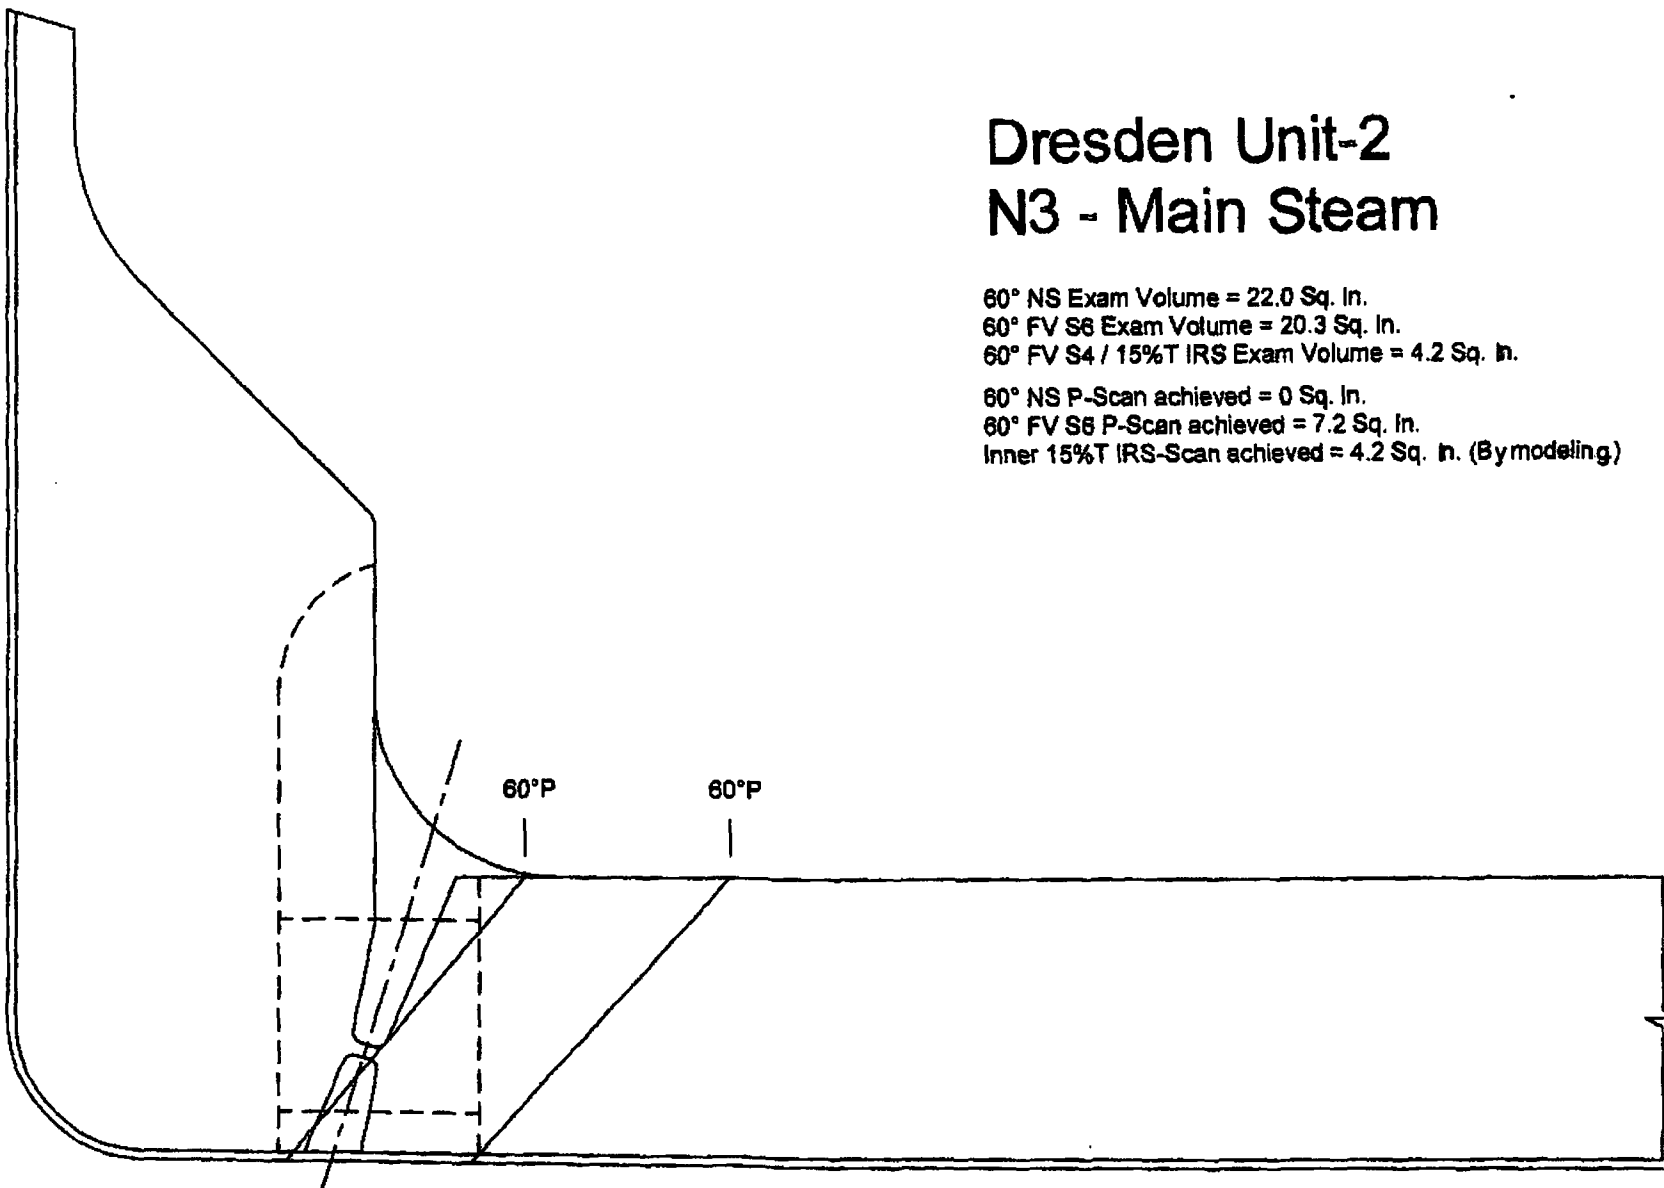 Dresden Unit-2
N3 - Main Steam
60° NS Exam Volume = 22.0 Sq. In.
60° FV S6 Exam Volume = 20.3 Sq. In.
60° FV S4 / 15%T IRS Exam Volume = 4.2 Sq. In.
60° NS P-Scan achieved = 0 Sq. In.
60° FV S6 P-Scan achieved = 7.2 Sq. In.
Inner 15%T IRS-Scan achieved = 4.2 Sq. In. (By modeling)
60°P
60°P